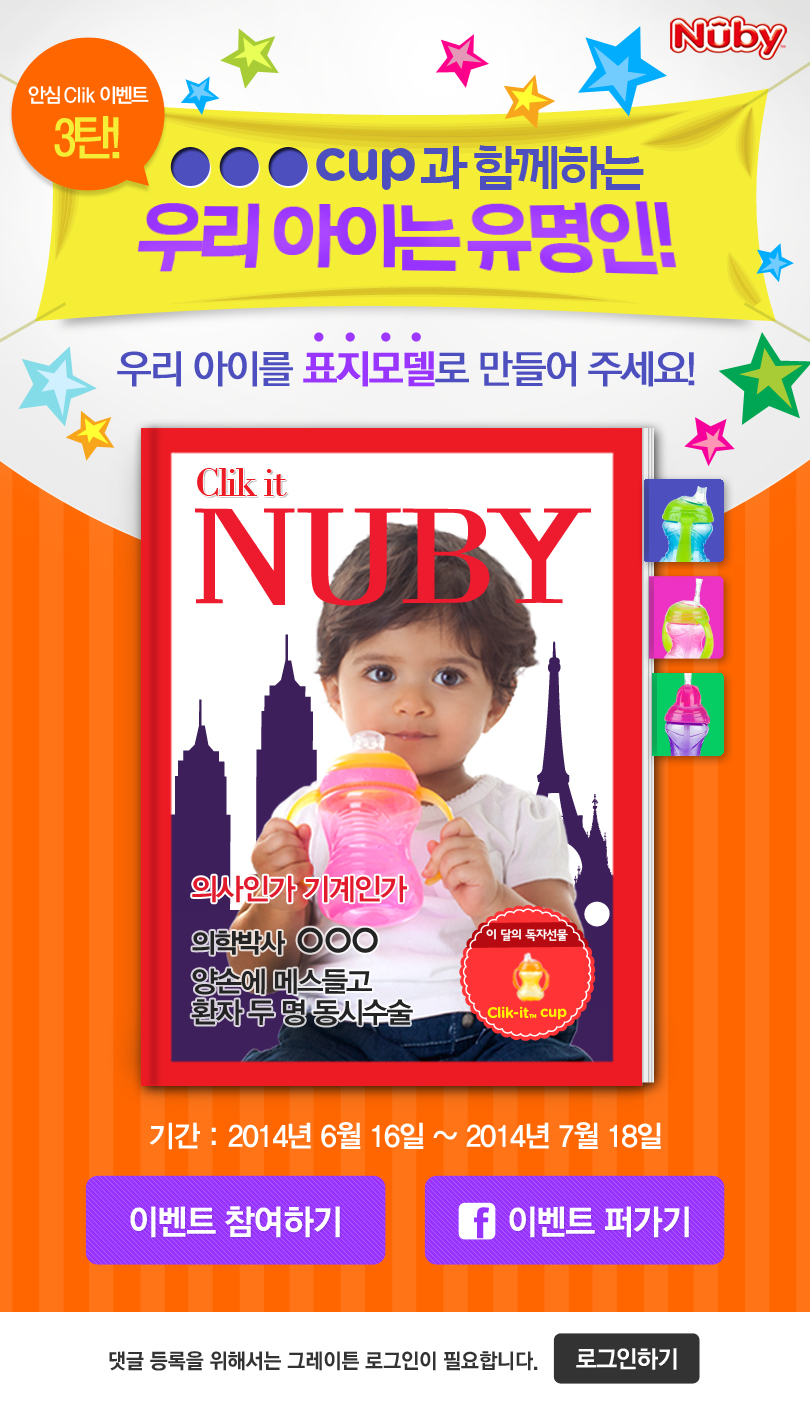 Nûby™
안심 Clik 이벤트
3탄!
●●●cup과 함께하는
우리 아이는 유명인!
우리 아이를 표지모델로 만들어 주세요!
Clik it
NUBY
의사인가 기계인가
의학박사 ○○○
양손에 메스들고
환자 두 명 동시수술
이 달의 독자선물
Clik-it™ cup
기간 : 2014년 6월 16일 ~ 2014년 7월 18일
이벤트 참여하기
f 이벤트 퍼가기
댓글 등록을 위해서는 그레이튼 로그인이 필요합니다.
로그인하기